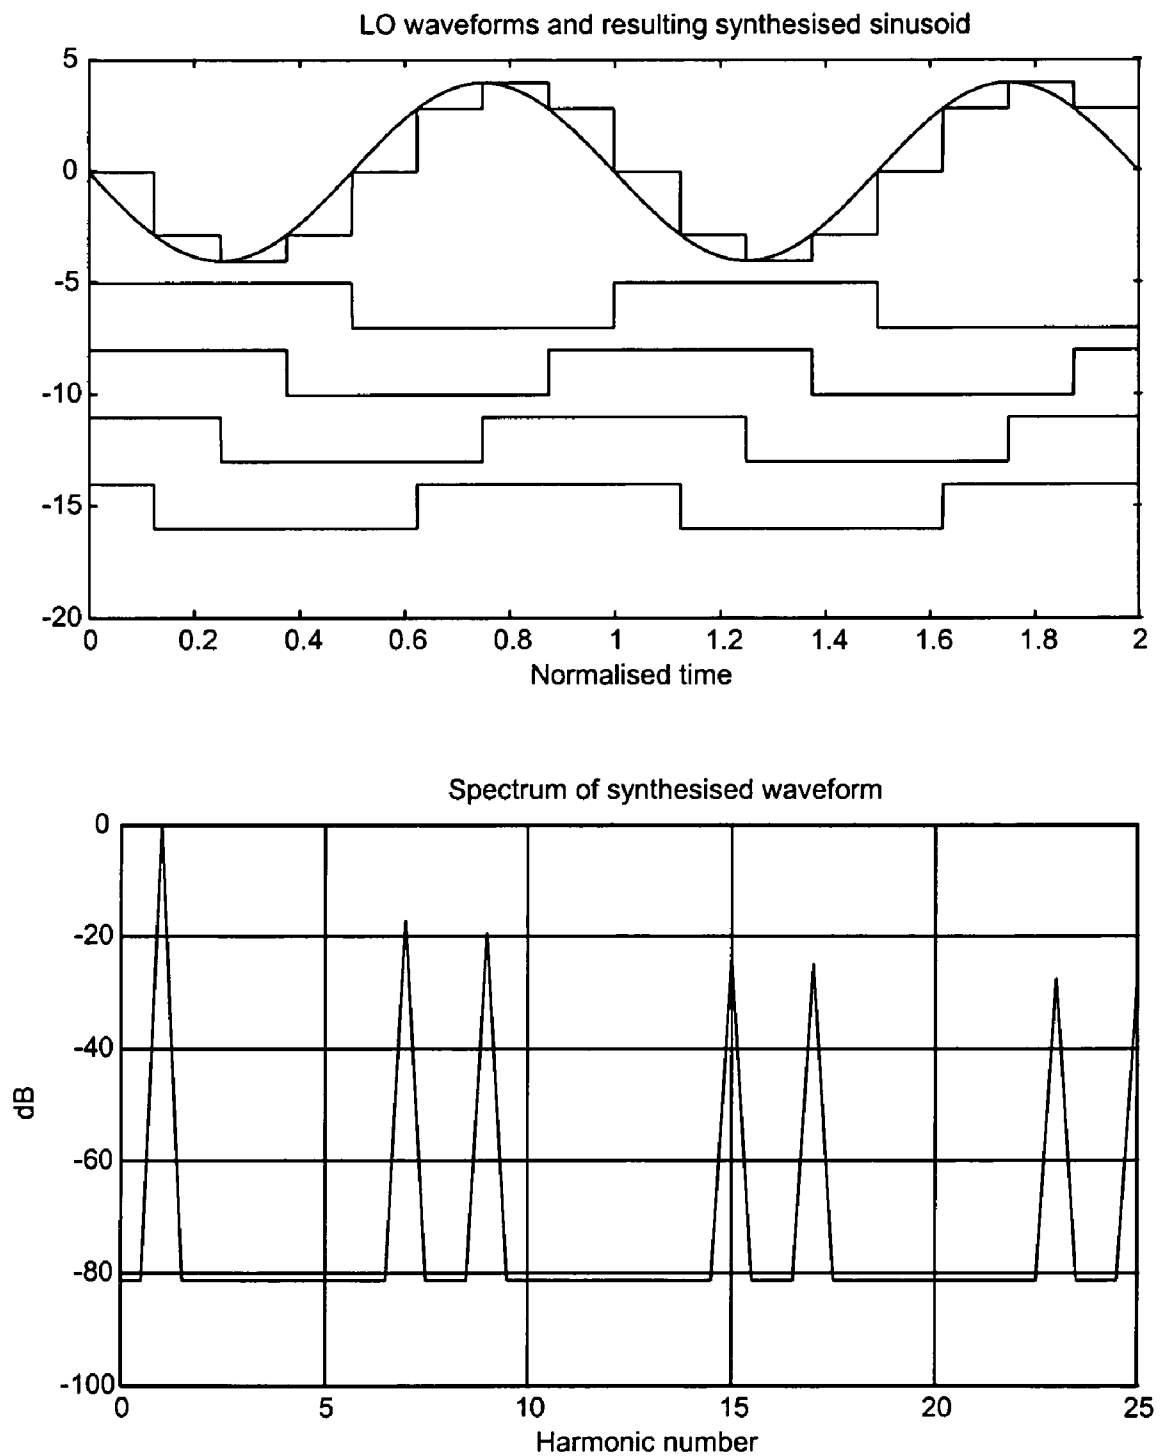 LO waveforms and resulting synthesised sinusoid
5
0
-5
-10
-15
-20
0 0.2 0.4 0.6 0.8 1 1.2 1.4 1.6 1.8 2
Normalised time
Spectrum of synthesised waveform
0
-20
-40
dB
-60
-80
-100
0 5 10 15 20 25
Harmonic number